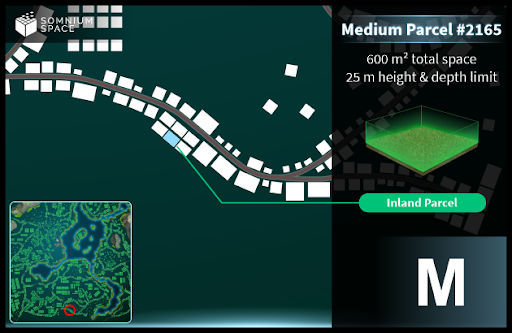 SOMNIUM
SPACE
Medium Parcel #2165
600 m² total space
25 m height & depth limit
Inland Parcel
M